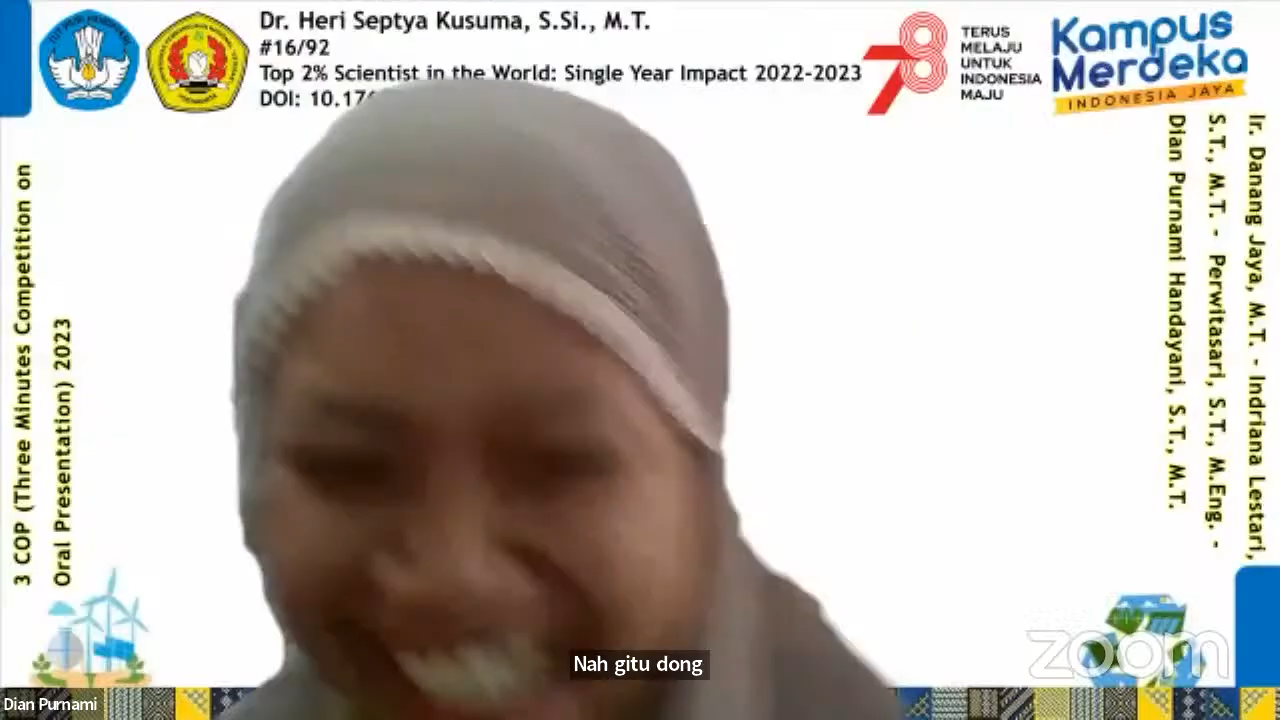 Dr. Heri Septya Kusuma, S.Si., M.T.
#16/92
Top 2% Scientist in the World: Single Year Impact 2022-2023
DOI: 10.17
78
TERUS
MELAJU
UNTUK
INDONESIA
MAJU
Kampus
Merdeka
INDONESIA JAYA
3 COP (Three Minutes Competition on
Oral Presentation) 2023
Ir. Danang Jaya, M.T. - Indriana Lestari,
S.T., M.T. - Perwitasari, S.T., M.Eng. -
Dian Purnami Handayani, S.T., M.T.
Nah gitu dong
zoom
Dian Purnami